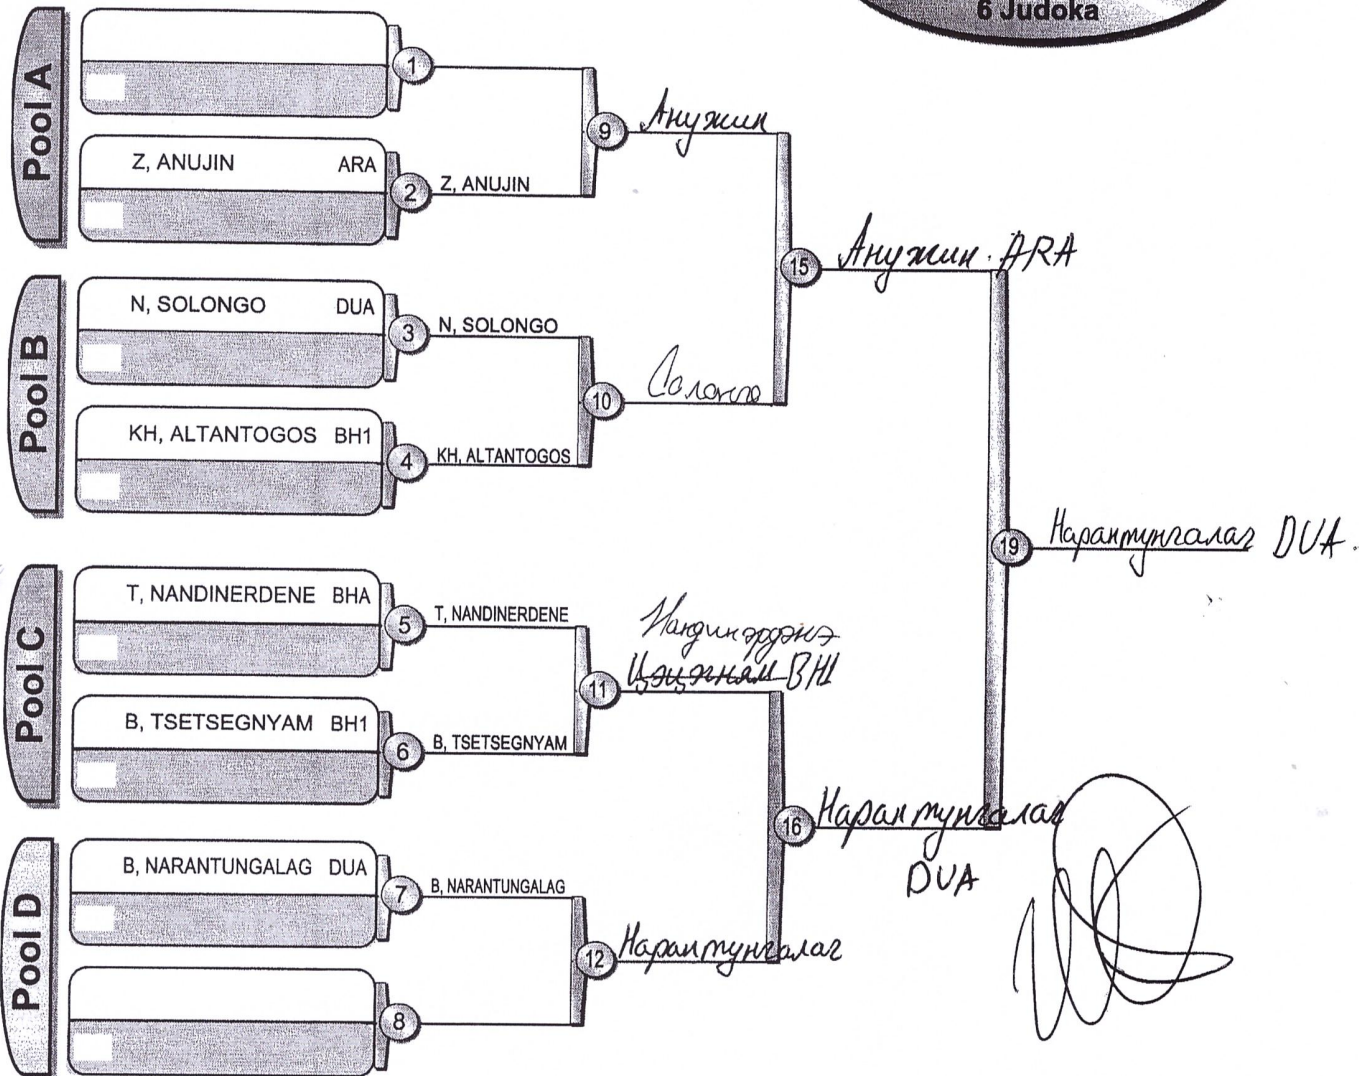 6 Judoka
Pool A
1
Z, ANUJIN ARA
2
Z, ANUJIN
9
Анужин
Pool B
N, SOLONGO DUA
3
N, SOLONGO
KH, ALTANTOGOS BH1
4
KH, ALTANTOGOS
10
Солонго
15
Анужин. ARA
Pool C
T, NANDINERDENE BHA
5
T, NANDINERDENE
B, TSETSEGNYAM BH1
6
B, TSETSEGNYAM
11
Нандинэрдэнэ
Цэцэгням BH1
Pool D
B, NARANTUNGALAG DUA
7
B, NARANTUNGALAG
8
12
Нарантунгалаг
16
Нарантунгалаг
DUA
19
Нарантунгалаг DUA.